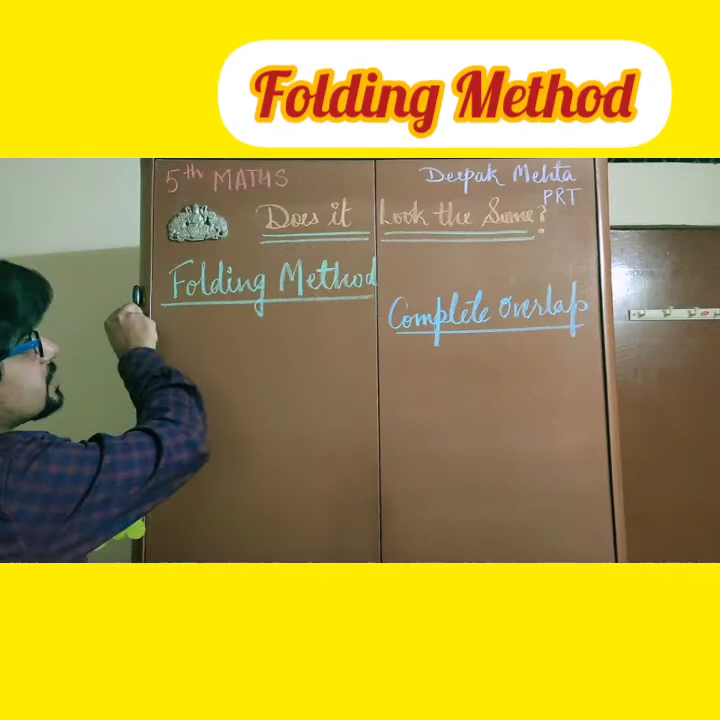 Folding Method
5th MATHS
Deepak Mehta
PRT
Does it Look the Same?
Folding Method
Complete Overlap